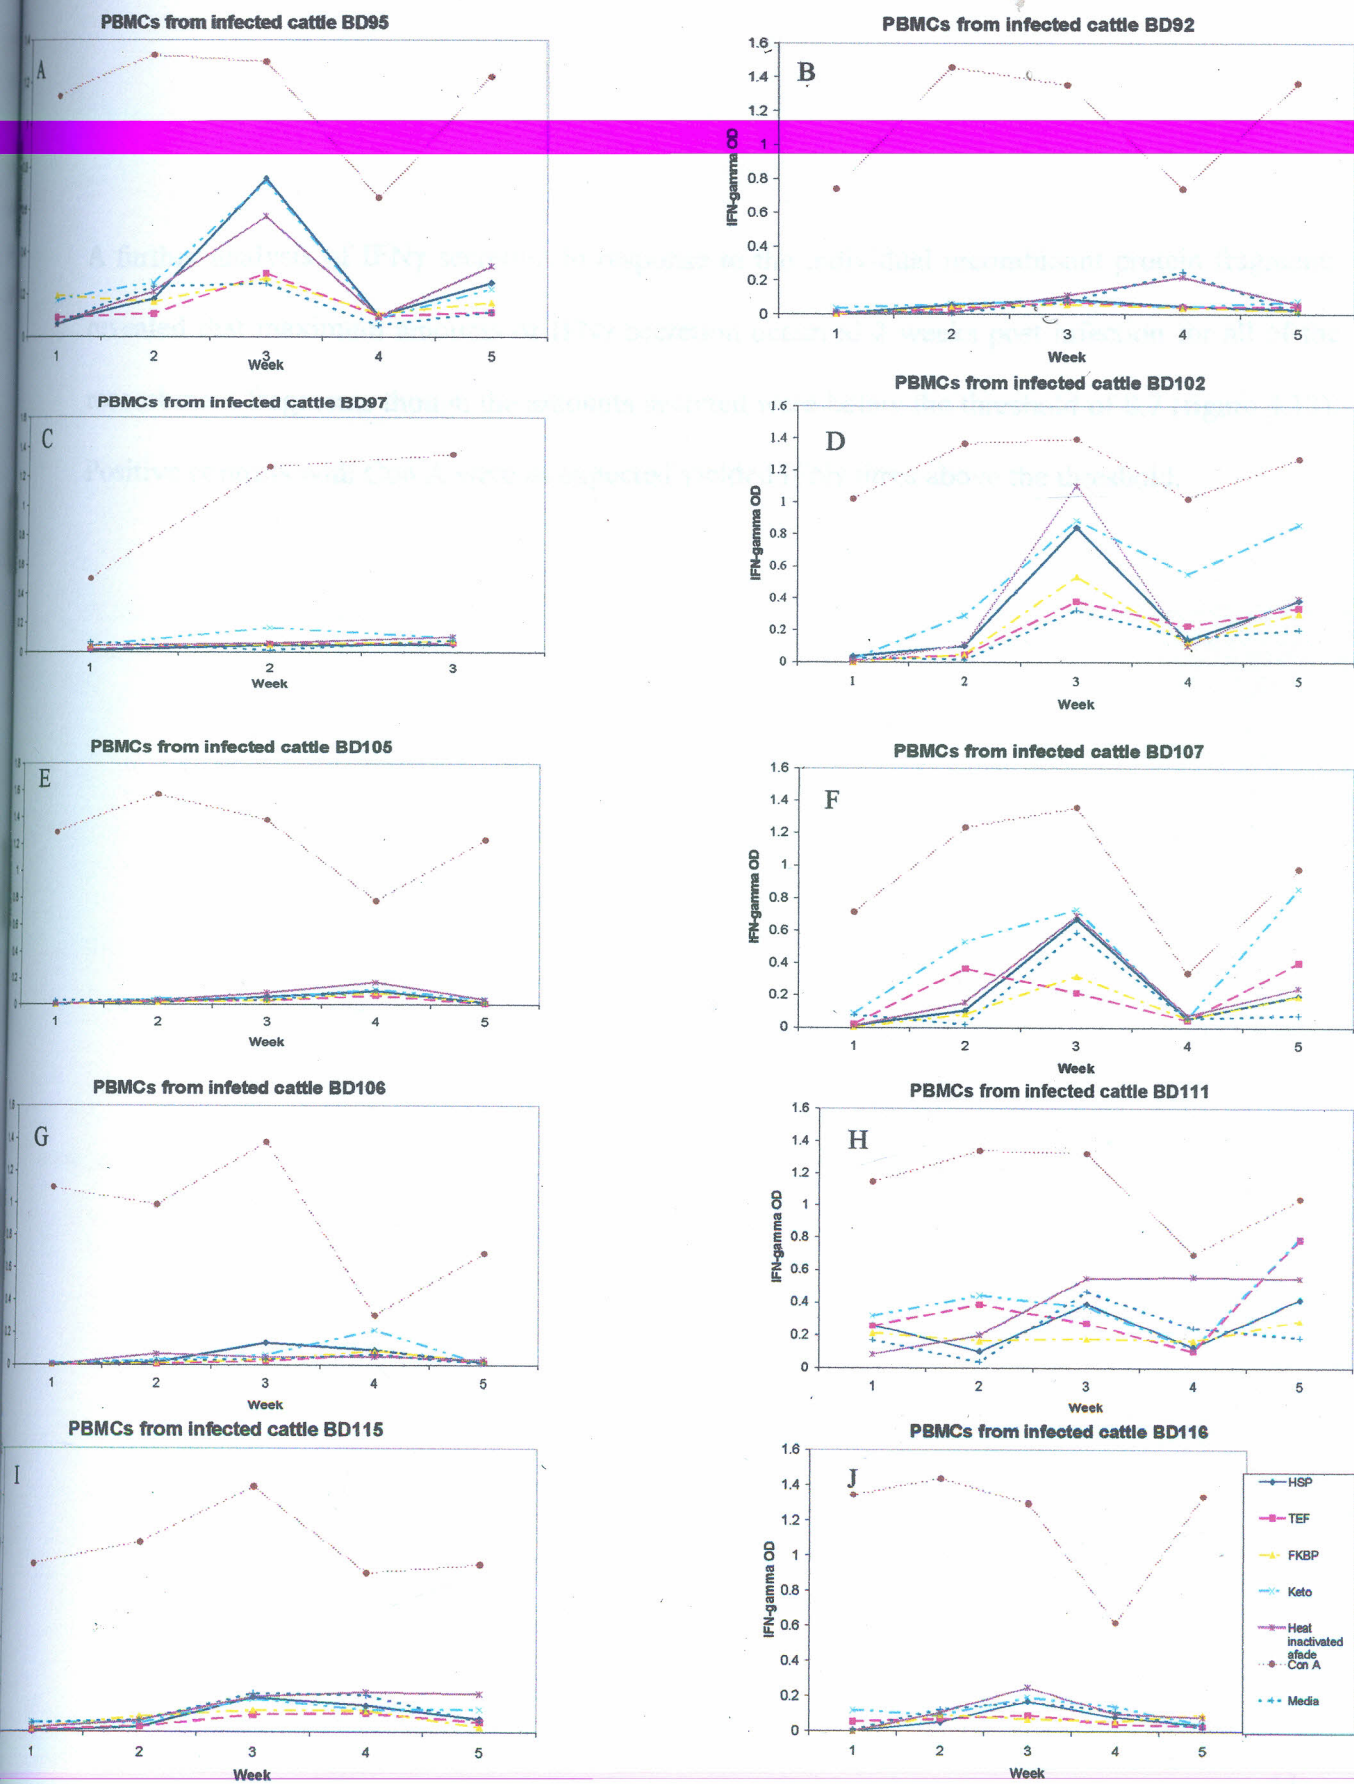 PBMCs from infected cattle BD95
A
1 2 3 4 5
Week
PBMCs from infected cattle BD92
B
IFN-gamma OD
1.6
1.4
1.2
1
0.8
0.6
0.4
0.2
0
1 2 3 4 5
Week
PBMCs from infected cattle BD97
C
1 2 3
Week
PBMCs from infected cattle BD102
D
IFN-gamma OD
1.6
1.4
1.2
1
0.8
0.6
0.4
0.2
0
1 2 3 4 5
Week
PBMCs from infected cattle BD105
E
1 2 3 4 5
Week
PBMCs from infected cattle BD107
F
IFN-gamma OD
1.6
1.4
1.2
1
0.8
0.6
0.4
0.2
0
1 2 3 4 5
Week
PBMCs from infeted cattle BD106
G
1 2 3 4 5
Week
PBMCs from infected cattle BD111
H
IFN-gamma OD
1.6
1.4
1.2
1
0.8
0.6
0.4
0.2
0
1 2 3 4 5
Week
PBMCs from infected cattle BD115
I
1 2 3 4 5
Week
PBMCs from infected cattle BD116
J
IFN-gamma OD
1.6
1.4
1.2
1
0.8
0.6
0.4
0.2
0
1 2 3 4 5
Week
HSP
TEF
FKBP
Keto
Heat
inactivated
afade
Con A
Media